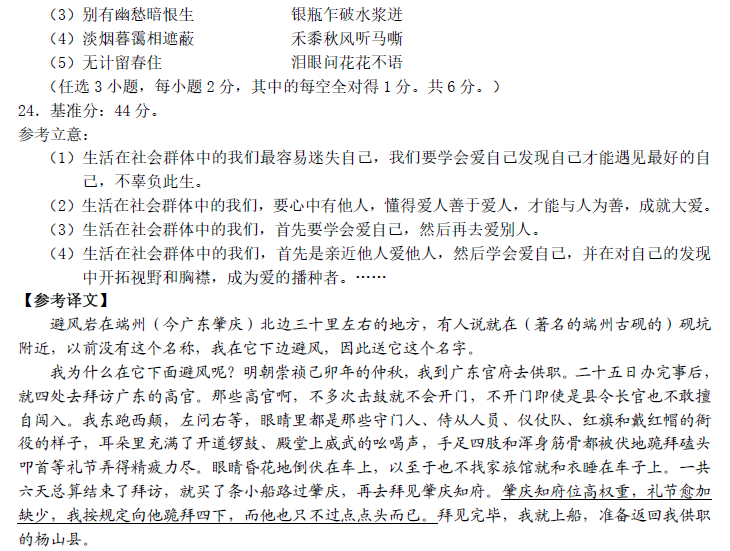 （3）别有幽愁暗恨生　　　　　　银瓶乍破水浆迸
（4）淡烟暮霭相遮蔽　　　　　　禾黍秋风听马嘶
（5）无计留春住　　　　　　　　泪眼问花花不语
（任选 3 小题，每小题 2 分，其中的每空全对得 1 分。共 6 分。）
24．基准分：44 分。
参考立意：
（1）生活在社会群体中的我们最容易迷失自己，我们要学会爱自己发现自己才能遇见最好的自
己，不辜负此生。
（2）生活在社会群体中的我们，要心中有他人，懂得爱人善于爱人，才能与人为善，成就大爱。
（3）生活在社会群体中的我们，首先要学会爱自己，然后再去爱别人。
（4）生活在社会群体中的我们，首先是亲近他人爱他人，然后学会爱自己，并在对自己的发现
中开拓视野和胸襟，成为爱的播种者。……
【参考译文】
避风岩在端州（今广东肇庆）北边三十里左右的地方，有人说就在（著名的端州古砚的）砚坑
附近，以前没有这个名称，我在它下边避风，因此送它这个名字。
我为什么在它下面避风呢？明朝崇祯己卯年的仲秋，我到广东官府去供职。二十五日办完事后，
就四处去拜访广东的高官。那些高官啊，不多次击鼓就不会开门，不开门即使是县令长官也不敢擅
自闯入。我东跑西颠，左问右等，眼睛里都是那些守门人、侍从人员、仪仗队、红旗和戴红帽的衙
役的样子，耳朵里充满了开道锣鼓、殿堂上威武的吆喝声，手足四肢和浑身筋骨都被伏地跪拜磕头
叩首等礼节弄得精疲力尽。眼睛昏花地倒伏在车上，以至于也不找家旅馆就和衣睡在车子上。一共
六天总算结束了拜访，就买了条小船路过肇庆，再去拜见肇庆知府。肇庆知府位高权重，礼节愈加
缺少，我按规定向他跪拜四下，而他也只不过点点头而已。拜见完毕，我就上船，准备返回我供职
的杨山县。